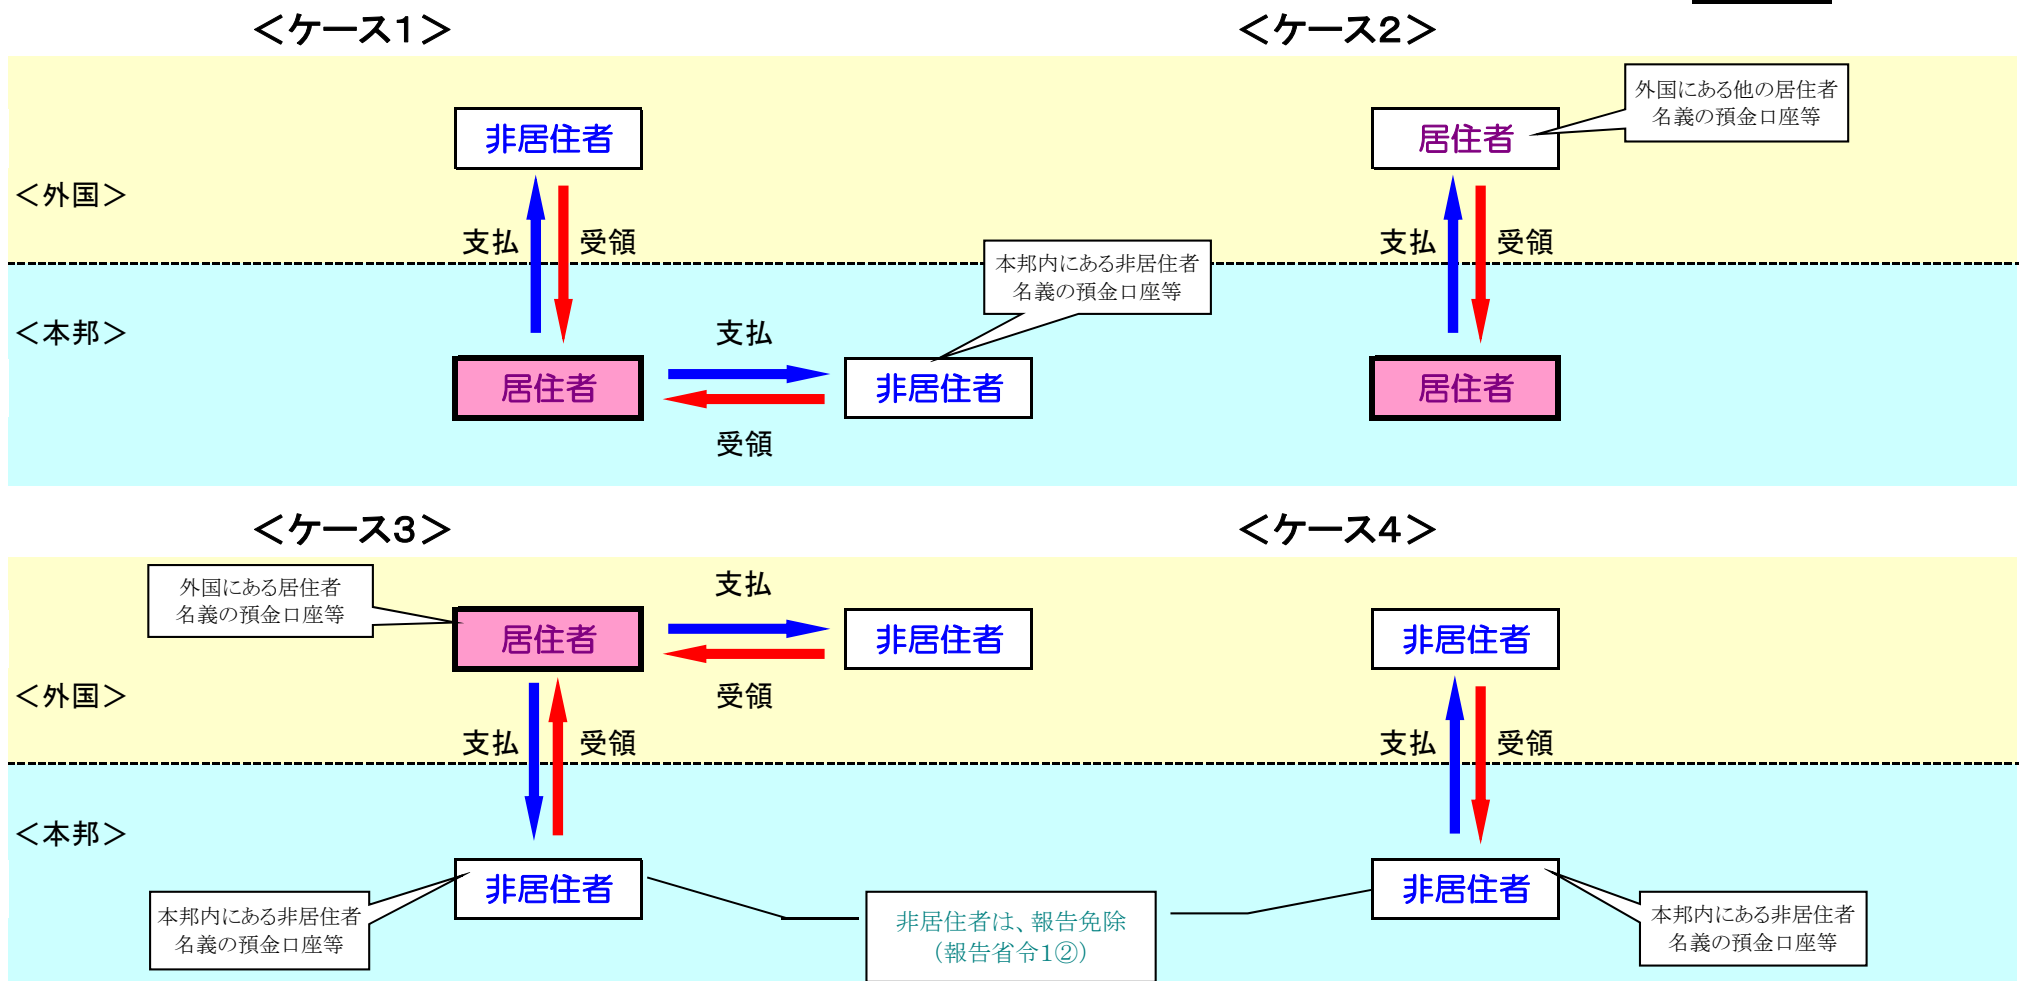 ＜ケース１＞
＜ケース２＞
外国にある他の居住者
名義の預金口座等
非居住者
居住者
＜外国＞
支払
受領
支払
受領
本邦内にある非居住者
名義の預金口座等
＜本邦＞
支払
居住者
非居住者
居住者
受領
＜ケース３＞
＜ケース４＞
外国にある居住者
名義の預金口座等
支払
居住者
非居住者
非居住者
＜外国＞
受領
支払
受領
支払
受領
＜本邦＞
非居住者
非居住者
本邦内にある非居住者
名義の預金口座等
非居住者は、報告免除
（報告省令１②）
本邦内にある非居住者
名義の預金口座等